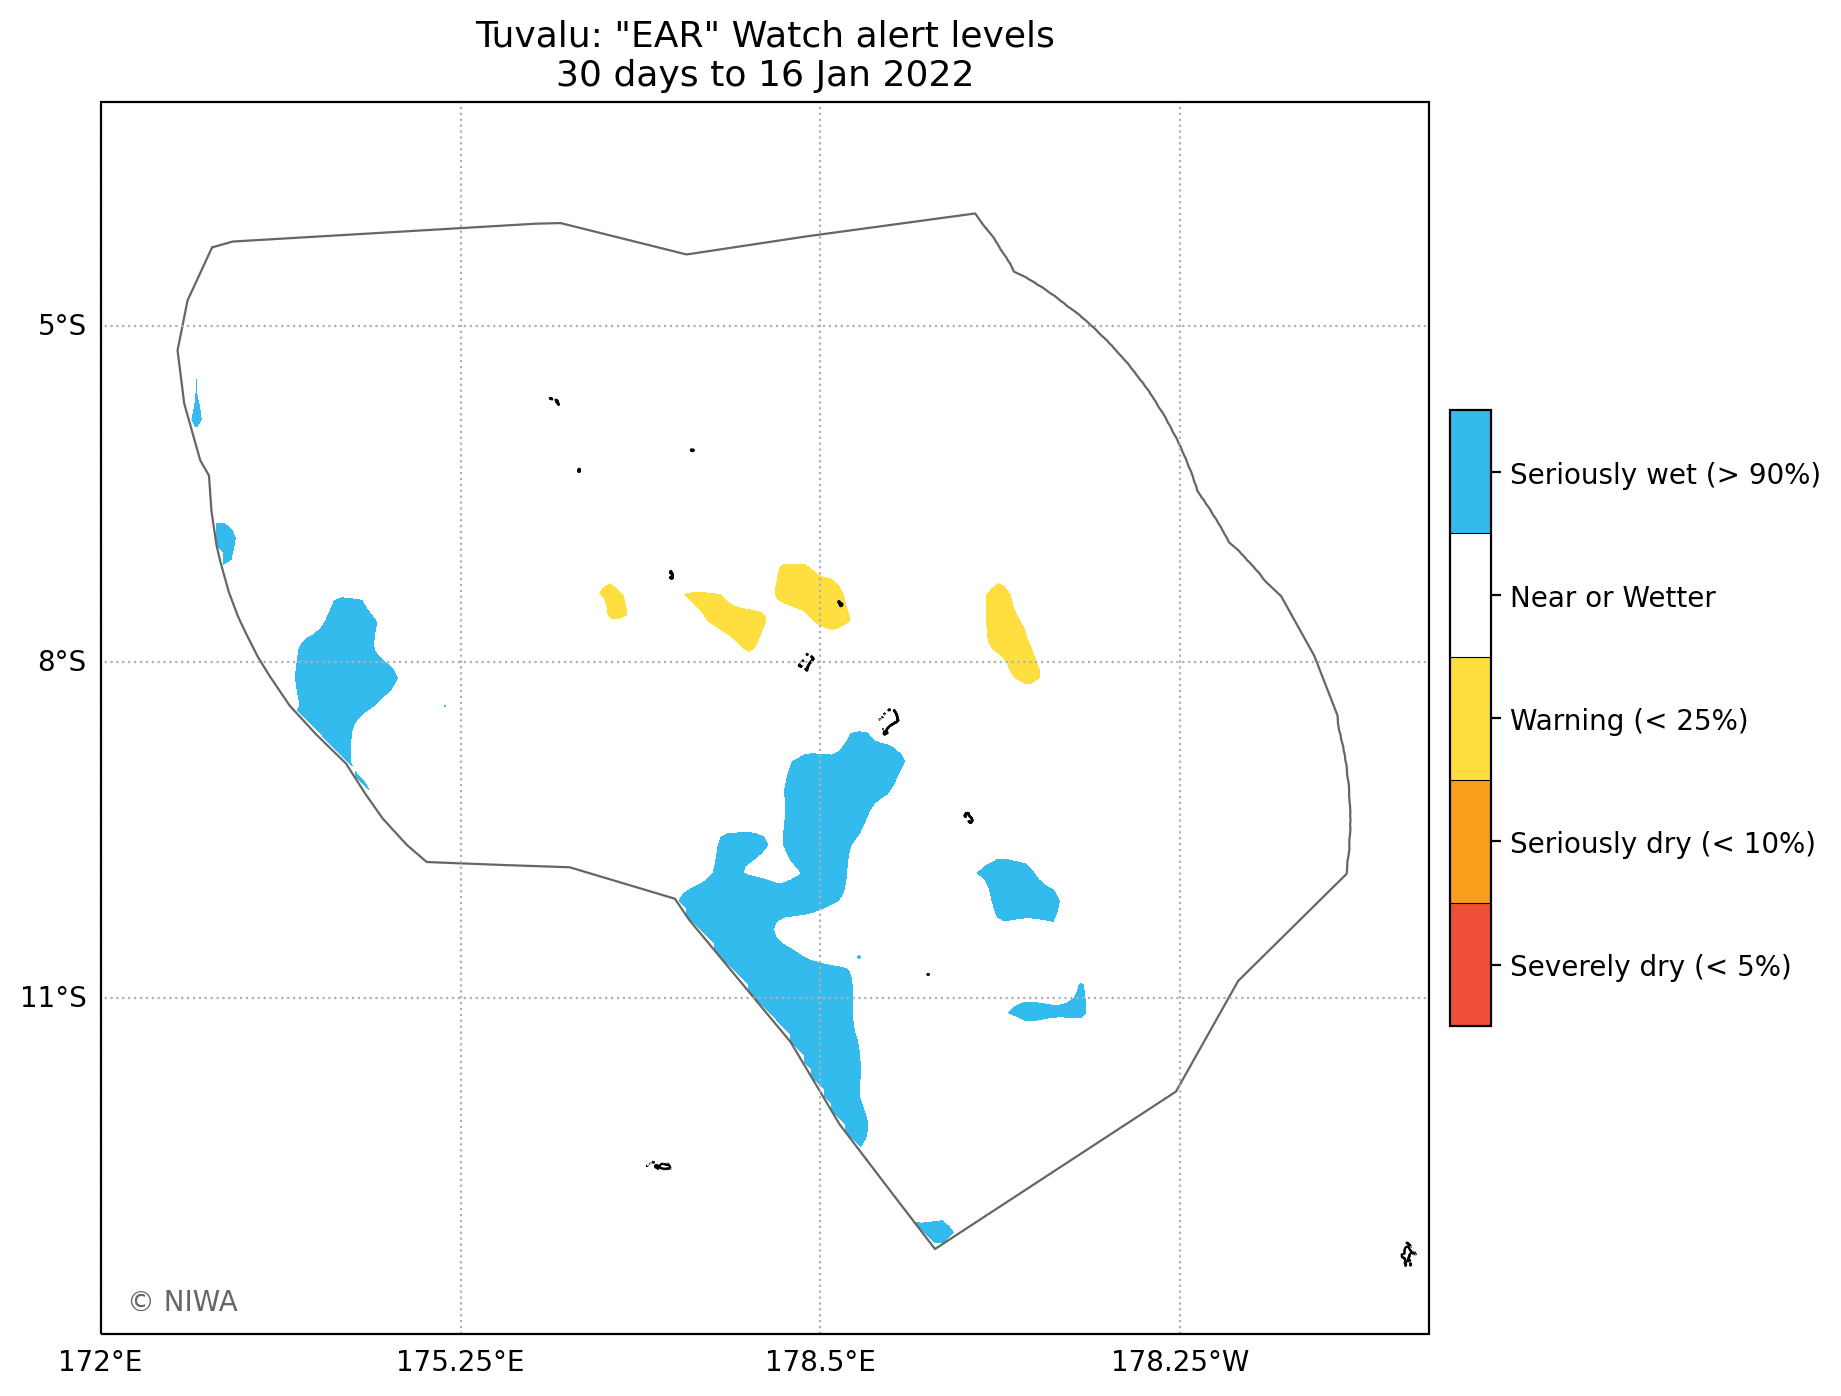 Tuvalu: "EAR" Watch alert levels
30 days to 16 Jan 2022
5°S
8°S
11°S
172°E
175.25°E
178.5°E
178.25°W
Seriously wet (> 90%)
Near or Wetter
Warning (< 25%)
Seriously dry (< 10%)
Severely dry (< 5%)
© NIWA